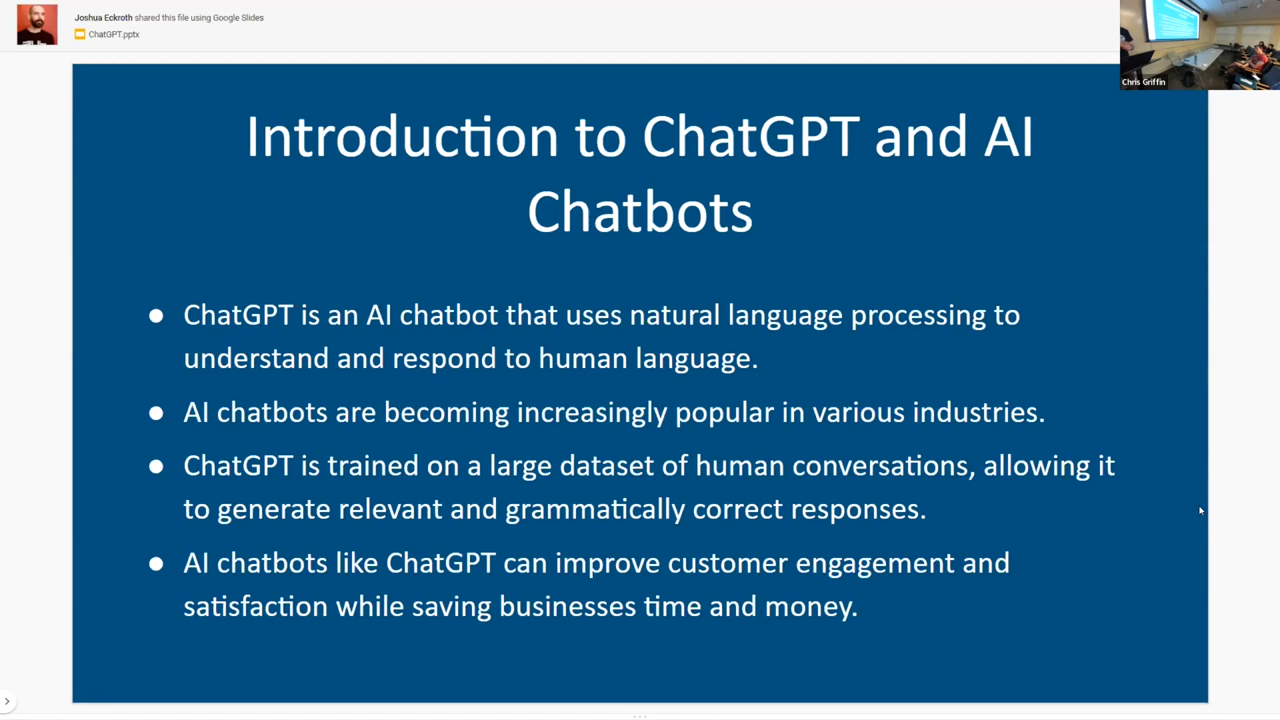 Joshua Eckroth shared this file using Google Slides
ChatGPT.pptx
Chris Griffin
Introduction to ChatGPT and AI
Chatbots
● ChatGPT is an AI chatbot that uses natural language processing to
understand and respond to human language.
● AI chatbots are becoming increasingly popular in various industries.
● ChatGPT is trained on a large dataset of human conversations, allowing it
to generate relevant and grammatically correct responses.
● AI chatbots like ChatGPT can improve customer engagement and
satisfaction while saving businesses time and money.